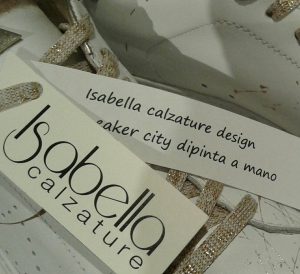 Isabella calzature design
eaker city dipinta a mano
Isabella
calzature